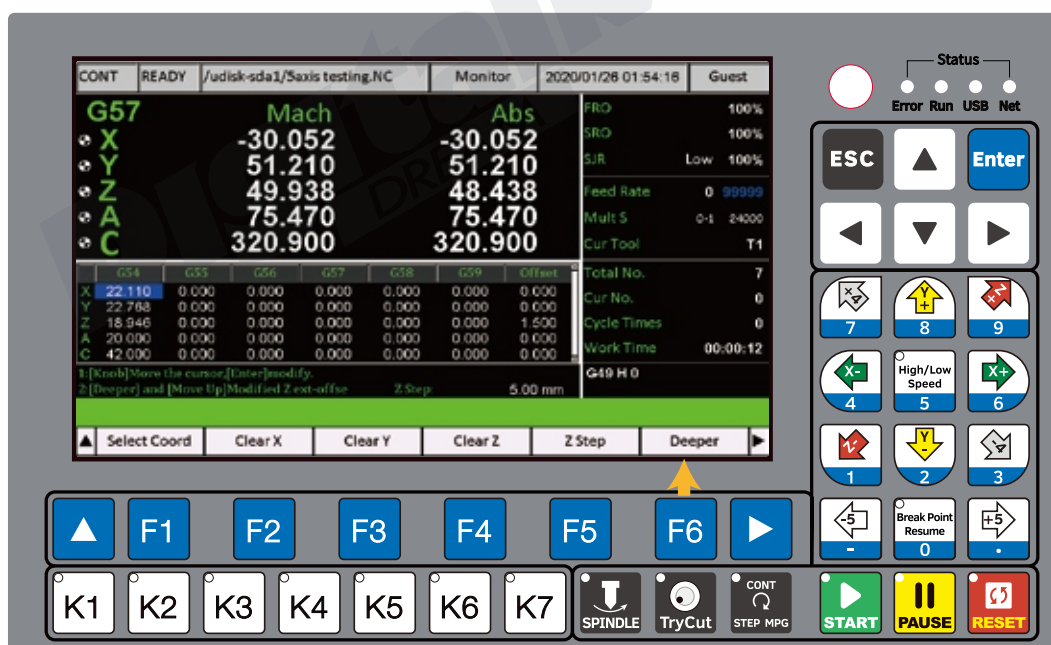 CONT READY /udisk-sda1/5axis testing.NC Monitor 2020/01/26 01:54:16 Guest
G57 Mach Abs
X -30.052 -30.052
Y 51.210 51.210
Z 49.938 48.438
A 75.470 75.470
C 320.900 320.900
FRO 100%
SRO 100%
SJR Low 100%
Feed Rate 0 99999
Mult S 0-1 24000
Cur Tool T1
G54 G55 G56 G57 G58 G59 Offset
X 22.110 0.000 0.000 0.000 0.000 0.000 0.000
Y 22.768 0.000 0.000 0.000 0.000 0.000 0.000
Z 18.946 0.000 0.000 0.000 0.000 0.000 1.500
A 20.000 0.000 0.000 0.000 0.000 0.000 0.000
C 42.000 0.000 0.000 0.000 0.000 0.000 0.000
Total No. 7
Cur No. 0
Cycle Times 0
Work Time 00:00:12
G49 H 0
1:[Knob]Move the cursor,[Enter]modify.
2:[Deeper] and [Move Up]Modified Z ext-offse Z Step: 5.00 mm
Select Coord Clear X Clear Y Clear Z Z Step Deeper
Status
Error Run USB Net
ESC Enter
X- 4
7
Y+ 8
X+Z 9
X- 4
High/Low Speed 5
X+ 6
Z- 1
Y- 2
-4 3
-5 -
Break Point Resume 0
+5 .
F1 F2 F3 F4 F5 F6
K1 K2 K3 K4 K5 K6 K7
SPINDLE
TryCut
CONT
STEP MPG
START
PAUSE
RESET